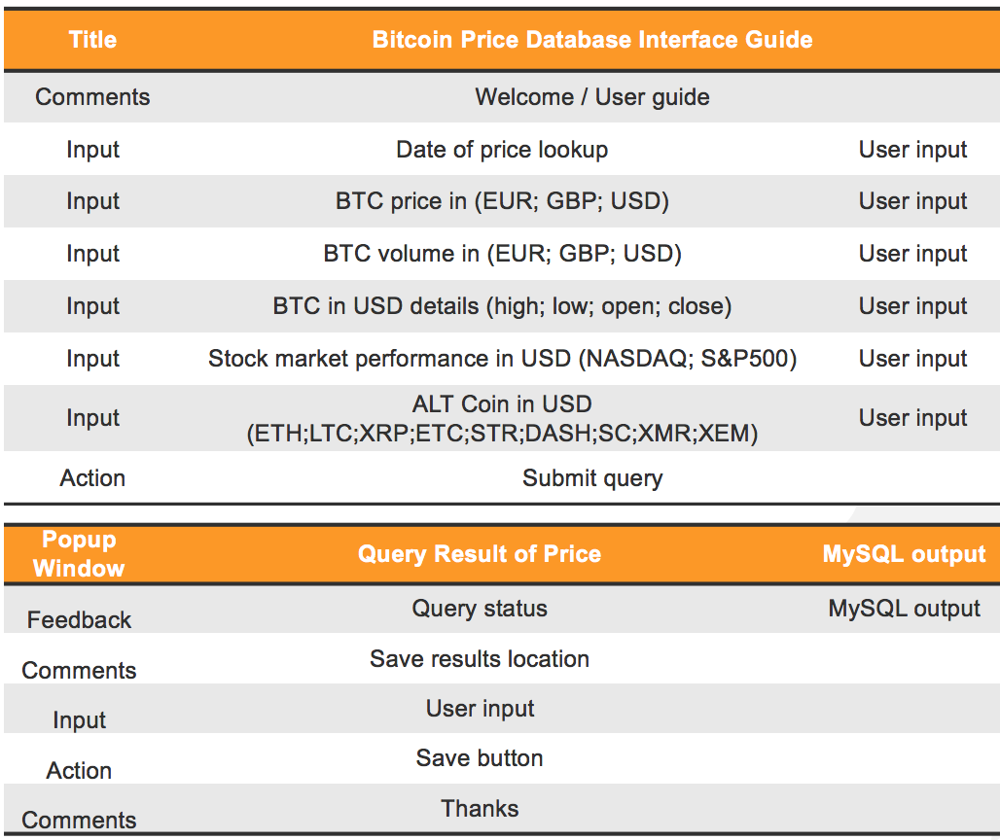 Title Bitcoin Price Database Interface Guide
Comments Welcome / User guide
Input Date of price lookup User input
Input BTC price in (EUR; GBP; USD) User input
Input BTC volume in (EUR; GBP; USD) User input
Input BTC in USD details (high; low; open; close) User input
Input Stock market performance in USD (NASDAQ; S&P500) User input
ALT Coin in USD
Input (ETH;LTC;XRP;ETC;STR;DASH;SC;XMR;XEM) User input
Action Submit query
Popup
Window Query Result of Price MySQL output
Feedback Query status MySQL output
Comments Save results location
Input User input
Action Save button
Comments Thanks